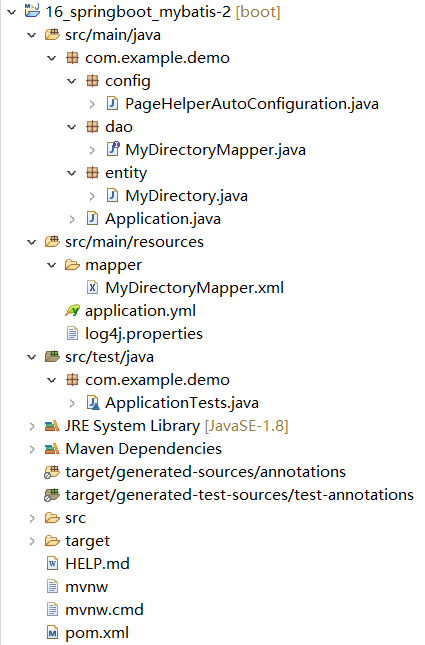 16_springboot_mybatis-2 [boot]
src/main/java
com.example.demo
config
PageHelperAutoConfiguration.java
dao
MyDirectoryMapper.java
entity
MyDirectory.java
Application.java
src/main/resources
mapper
MyDirectoryMapper.xml
application.yml
log4j.properties
src/test/java
com.example.demo
ApplicationTests.java
JRE System Library [JavaSE-1.8]
Maven Dependencies
target/generated-sources/annotations
target/generated-test-sources/test-annotations
src
target
HELP.md
mvnw
mvnw.cmd
pom.xml